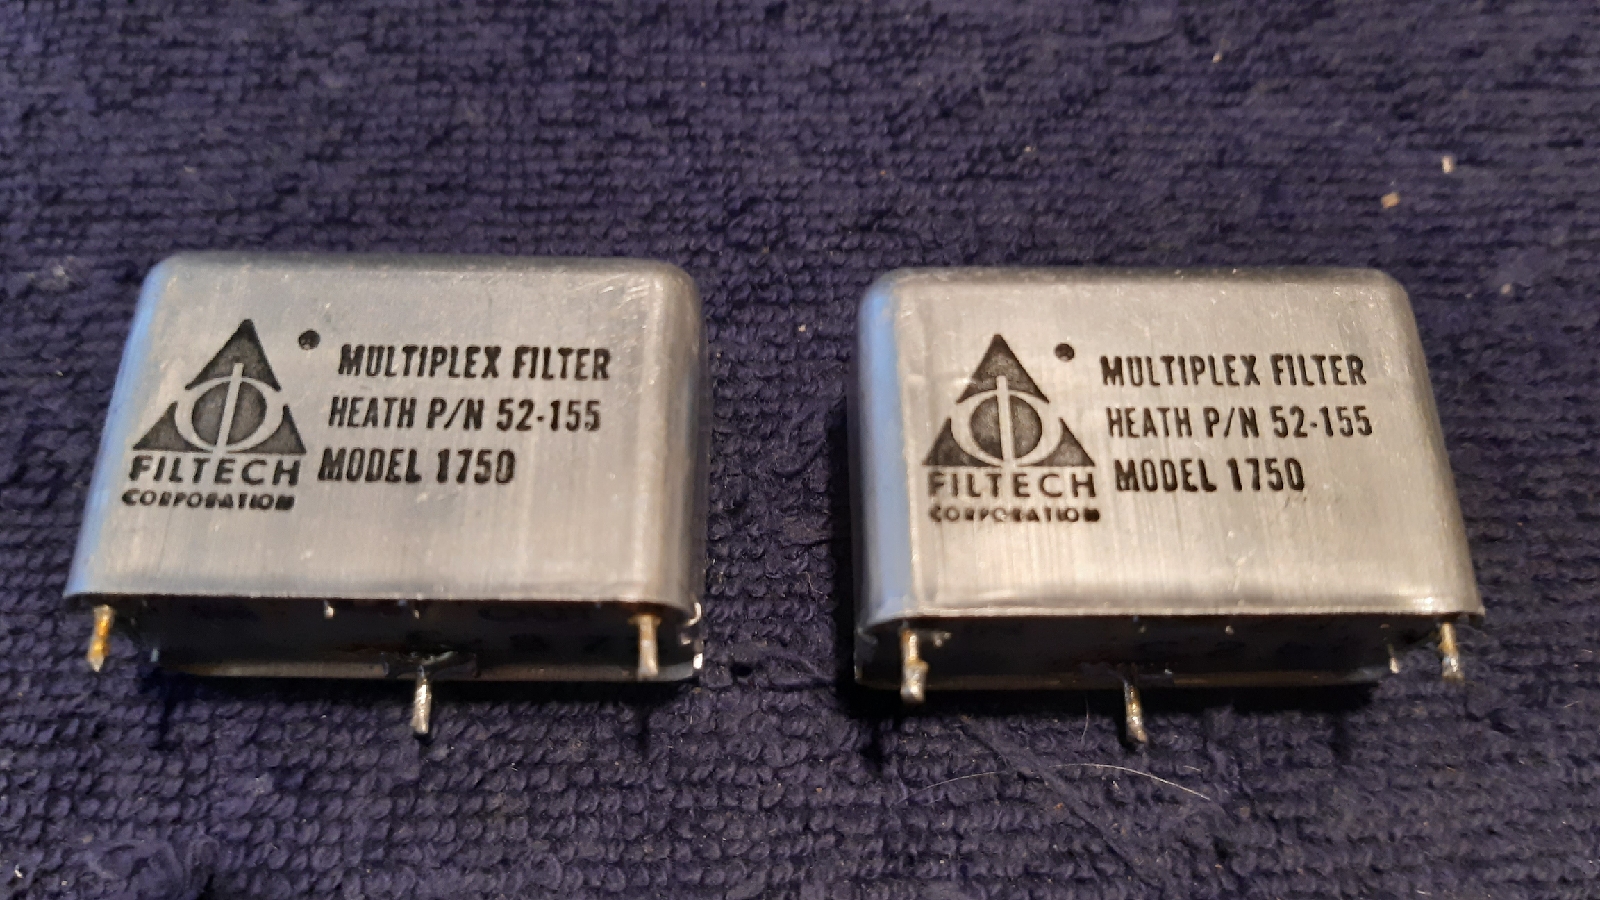 MULTIPLEX FILTER
HEATH P/N 52-155
MODEL 1750
FILTECH
CORPORATION
MULTIPLEX FILTER
HEATH P/N 52-155
MODEL 1750
FILTECH
CORPORATION